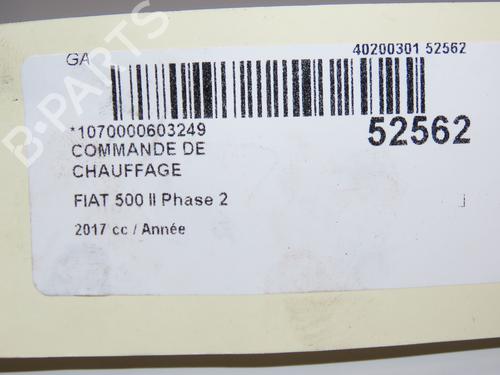 GA
40200301 52562
*1070000603249
52562
COMMANDE DE
CHAUFFAGE
FIAT 500 II Phase 2
j
2017 cc / Année
B-PARTS